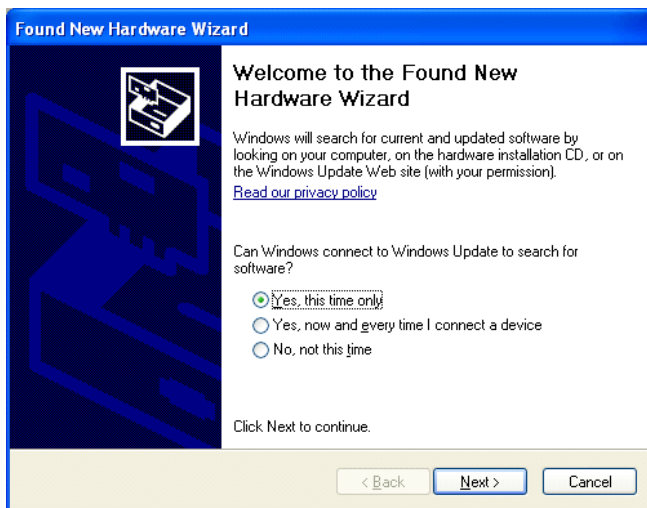 Found New Hardware Wizard
Welcome to the Found New
Hardware Wizard
Windows will search for current and updated software by
looking on your computer, on the hardware installation CD, or on
the Windows Update Web site (with your permission).
Read our privacy policy
Can Windows connect to Windows Update to search for
software?
Yes, this time only
Yes, now and every time I connect a device
No, not this time
Click Next to continue.
< Back
Next >
Cancel